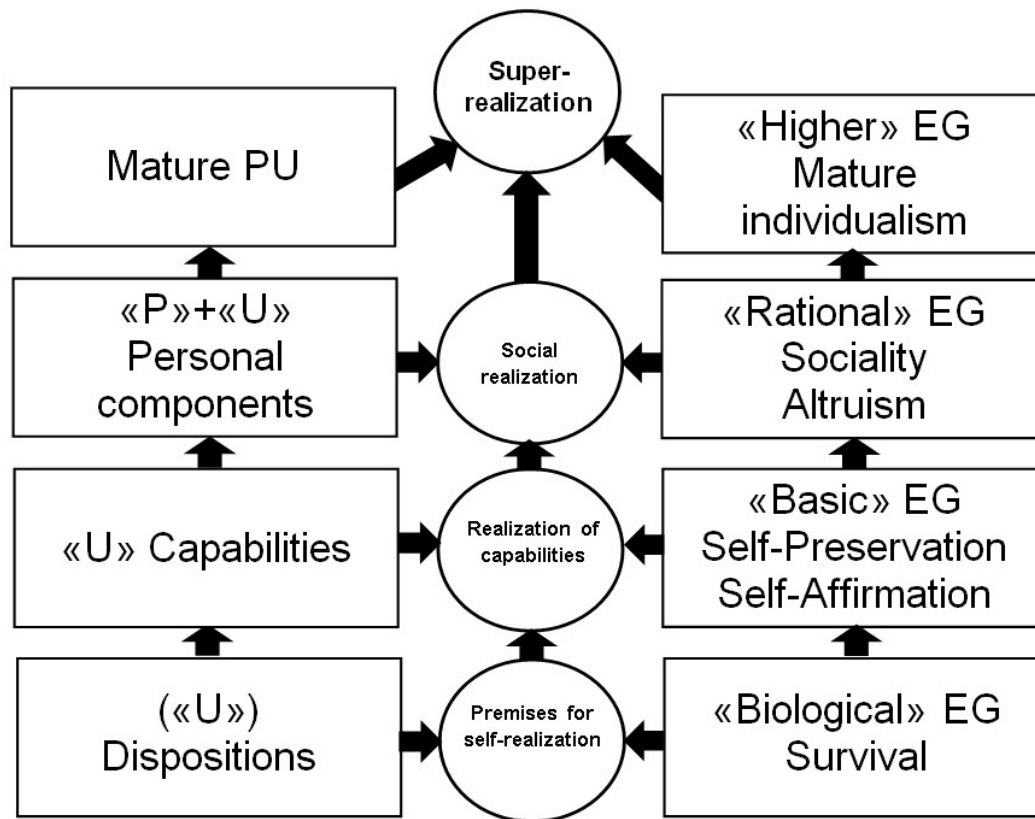 Super-
realization
Mature PU
«Higher» EG
Mature
individualism
«P»+«U»
Personal
components
Social
realization
«Rational» EG
Sociality
Altruism
«U» Capabilities
Realization of
capabilities
«Basic» EG
Self-Preservation
Self-Affirmation
(«U»)
Dispositions
Premises for
self-realization
«Biological» EG
Survival